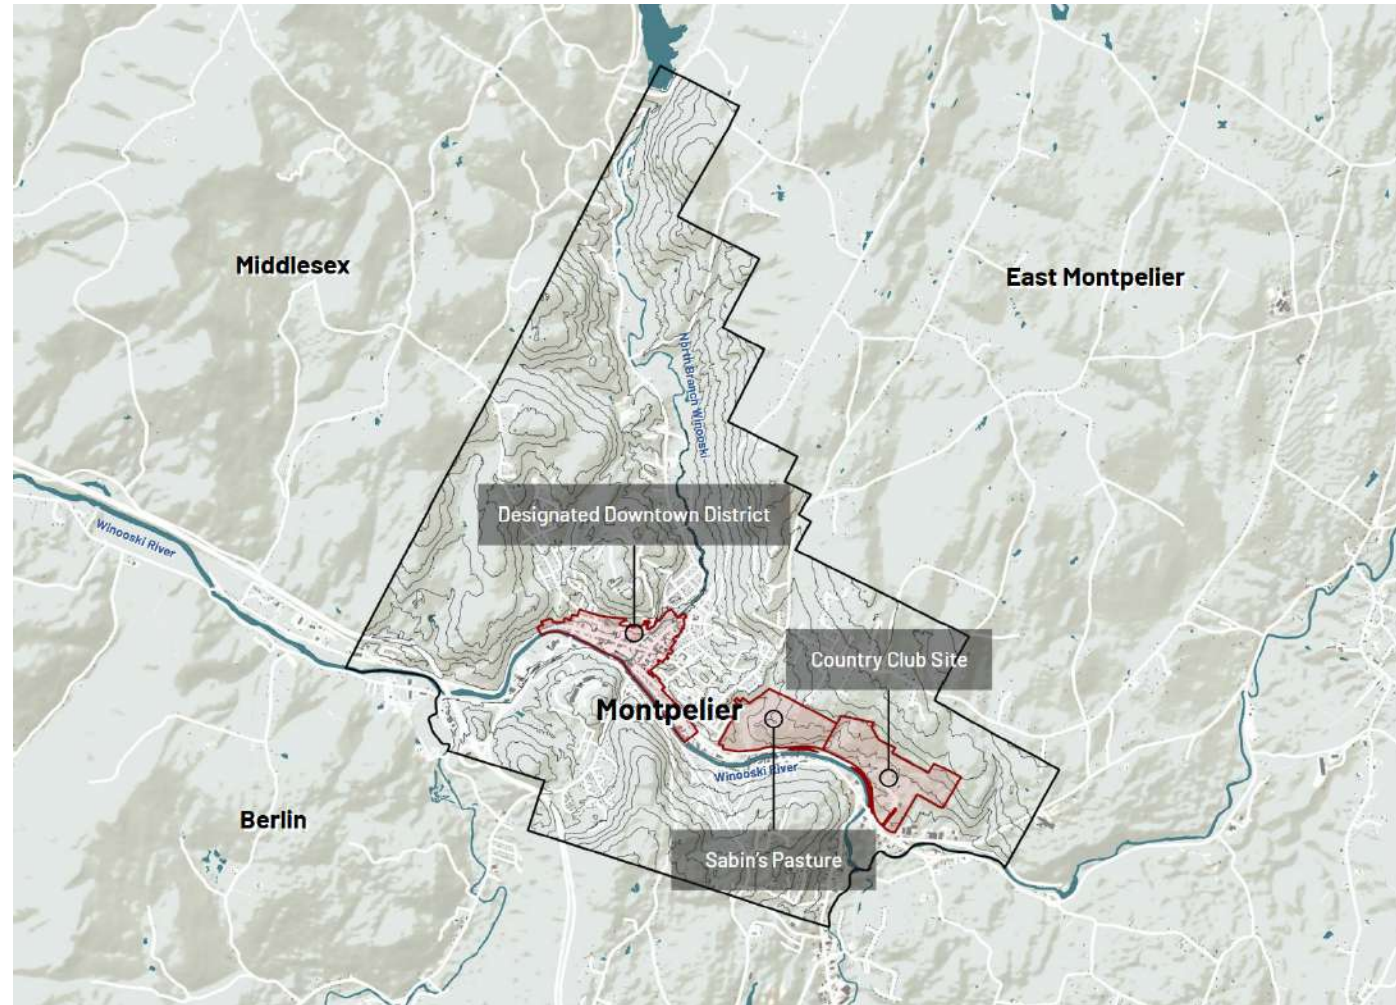 Middlesex
East Montpelier
North Branch Winooski
Designated Downtown District
Winooski River
Country Club Site
Montpelier
Winooski River
Berlin
Sabin's Pasture